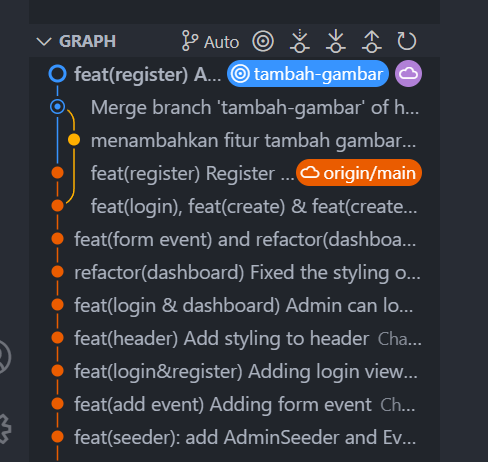 GRAPH Auto
feat(register) A... tambah-gambar
Merge branch 'tambah-gambar' of h...
menambahkan fitur tambah gambar...
feat(register) Register ... origin/main
feat(login), feat(create) & feat(create...
feat(form event) and refactor(dashboa...
refactor(dashboard) Fixed the styling o...
feat(login & dashboard) Admin can lo...
feat(header) Add styling to header Cha...
feat(login&register) Adding login view...
feat(add event) Adding form event Ch...
feat(seeder): add AdminSeeder and Ev...